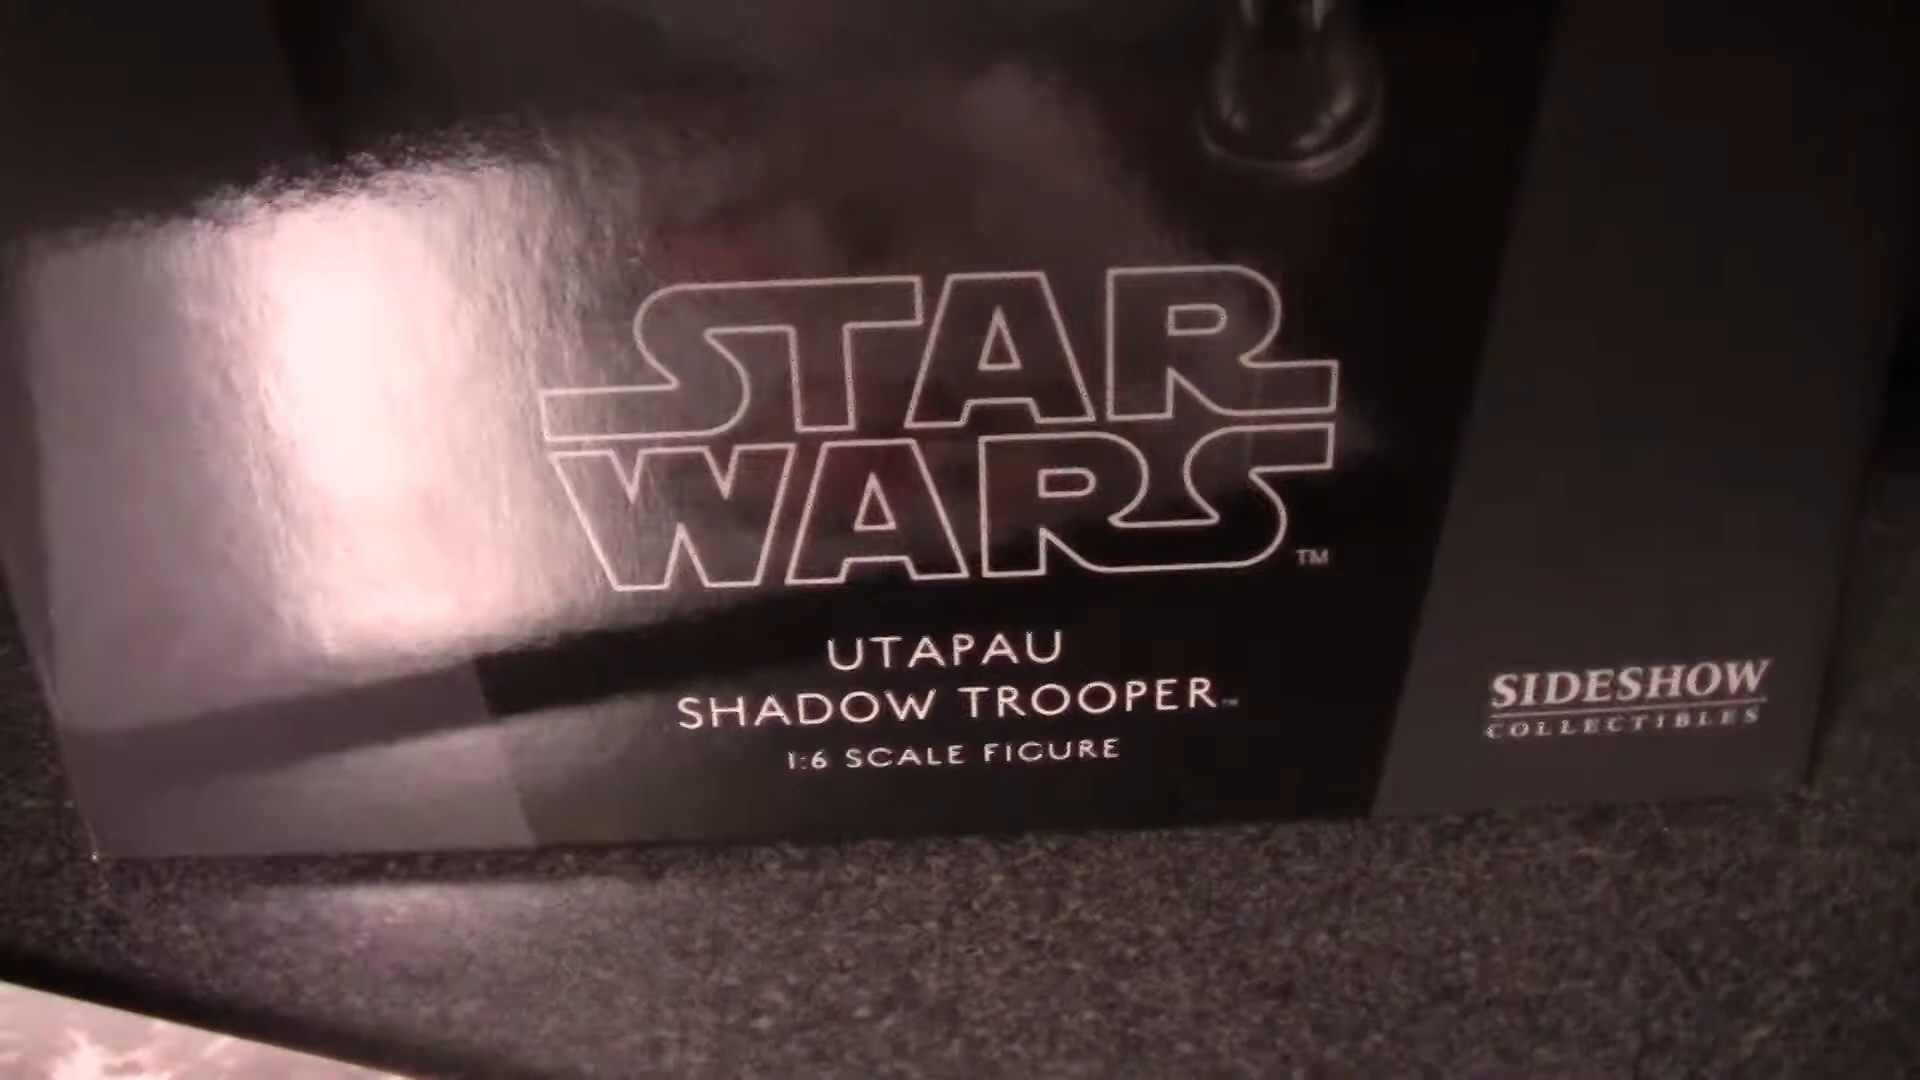 STAR
WARS TM
UTAPAU
SHADOW TROOPER™
1:6 SCALE FIGURE
SIDESHOW
COLLECTIBLES